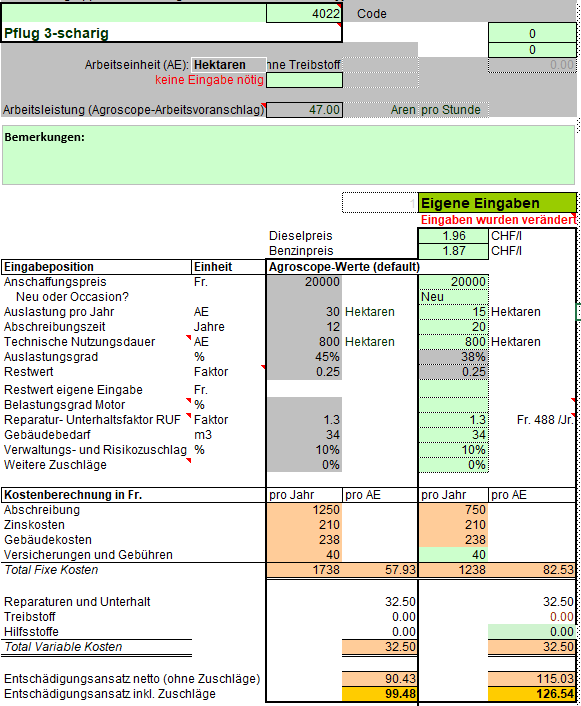 4022 Code
Pflug 3-scharig 0
0
Arbeitseinheit (AE): Hektaren hne Treibstoff 0.00
keine Eingabe nötig
Arbeitsleistung (Agroscope-Arbeitsvoranschlag) 47.00 Aren pro Stunde
Bemerkungen:
1 Eigene Eingaben
Eingaben wurden verändert
Dieselpreis 1.96 CHF/l
Benzinpreis 1.87 CHF/l
Eingabeposition Einheit Agroscope-Werte (default)
Anschaffungspreis Fr. 20000 20000
Neu oder Occasion? Neu
Auslastung pro Jahr AE 30 Hektaren 15 Hektaren
Abschreibungszeit Jahre 12 20
Technische Nutzungsdauer AE 800 Hektaren 800 Hektaren
Auslastungsgrad % 45% 38%
Restwert Faktor 0.25 0.25
Restwert eigene Eingabe Fr.
Belastungsgrad Motor %
Reparatur- Unterhaltsfaktor RUF Faktor 1.3 1.3 Fr. 488 /Jr.
Gebäudebedarf m3 34 34
Verwaltungs- und Risikozuschlag % 10% 10%
Weitere Zuschläge 0% 0%
Kostenberechnung in Fr. pro Jahr pro AE pro Jahr pro AE
Abschreibung 1250 750
Zinskosten 210 210
Gebäudekosten 238 238
Versicherungen und Gebühren 40 40
Total Fixe Kosten 1738 57.93 1238 82.53
Reparaturen und Unterhalt 32.50 32.50
Treibstoff 0.00 0.00
Hilfsstoffe 0.00 0.00
Total Variable Kosten 32.50 32.50
Entschädigungsansatz netto (ohne Zuschläge) 90.43 115.03
Entschädigungsansatz inkl. Zuschläge 99.48 126.54